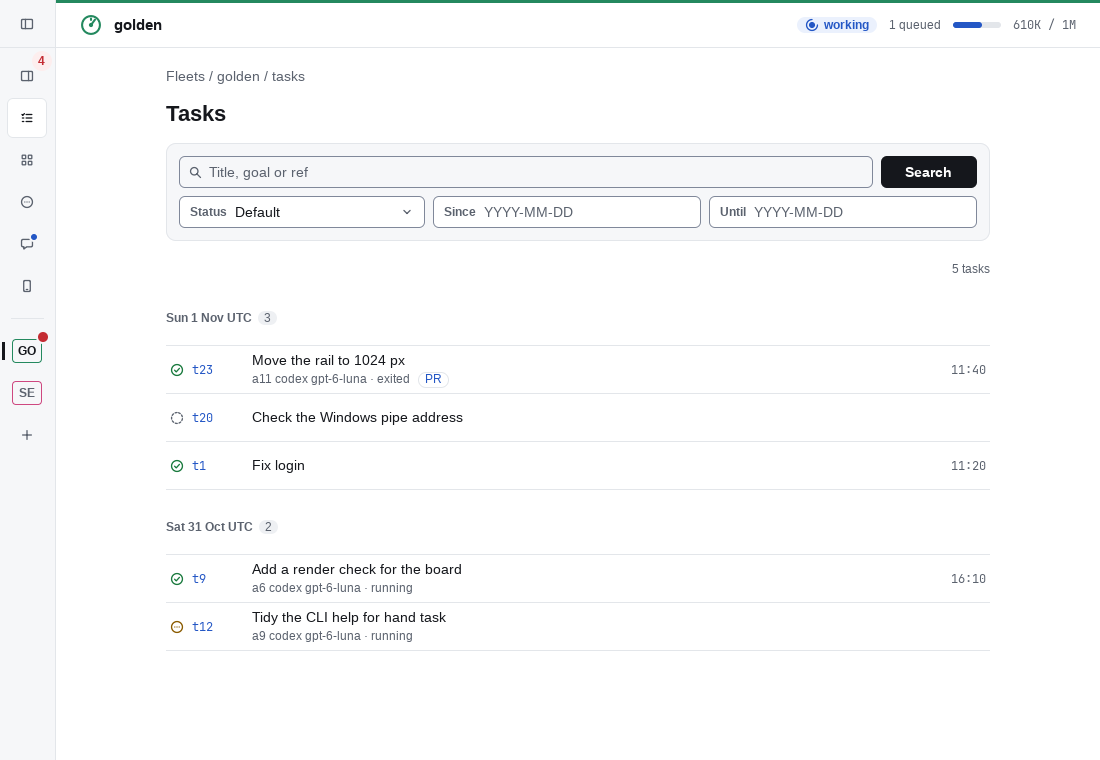 golden
working
1 queued
610K / 1M
4
Fleets / golden / tasks
Tasks
Title, goal or ref
Search
Status Default
Since YYYY-MM-DD
Until YYYY-MM-DD
5 tasks
Sun 1 Nov UTC 3
t23 Move the rail to 1024 px 11:40
a11 codex gpt-6-luna · exited PR
t20 Check the Windows pipe address
t1 Fix login 11:20
Sat 31 Oct UTC 2
t9 Add a render check for the board 16:10
a6 codex gpt-6-luna · running
t12 Tidy the CLI help for hand task
a9 codex gpt-6-luna · running
GO
SE